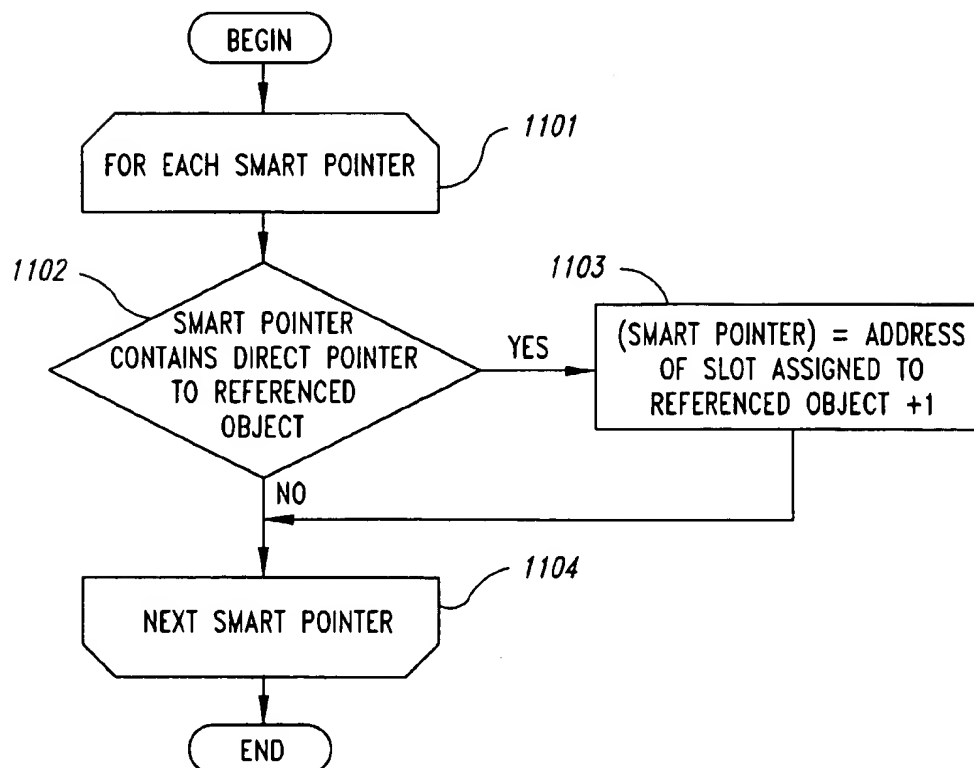 BEGIN
1101
FOR EACH SMART POINTER
1102
SMART POINTER
CONTAINS DIRECT POINTER
TO REFERENCED
OBJECT
YES
1103
(SMART POINTER) = ADDRESS
OF SLOT ASSIGNED TO
REFERENCED OBJECT +1
NO
1104
NEXT SMART POINTER
END